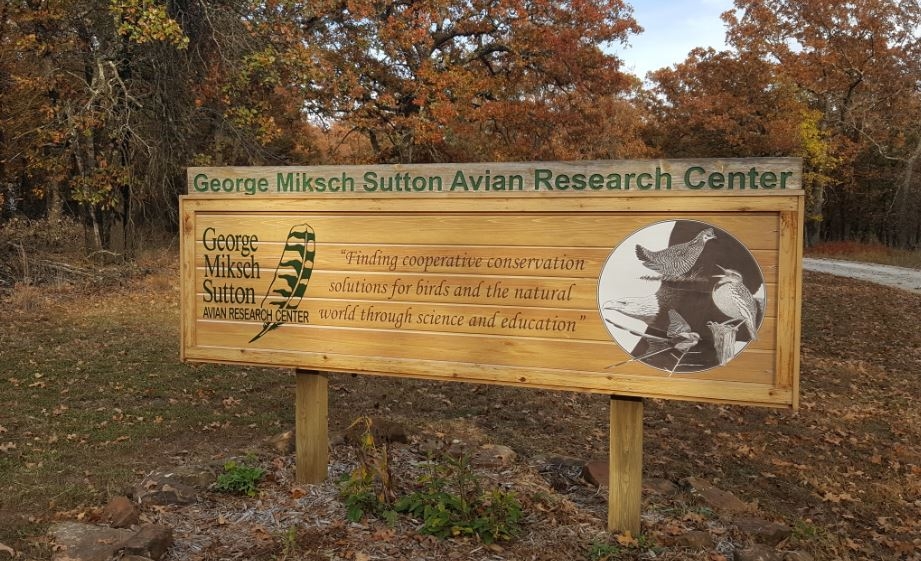 George Miksch Sutton Avian Research Center
George
Miksch
Sutton
AVIAN RESEARCH CENTER
“Finding cooperative conservation
solutions for birds and the natural
world through science and education”